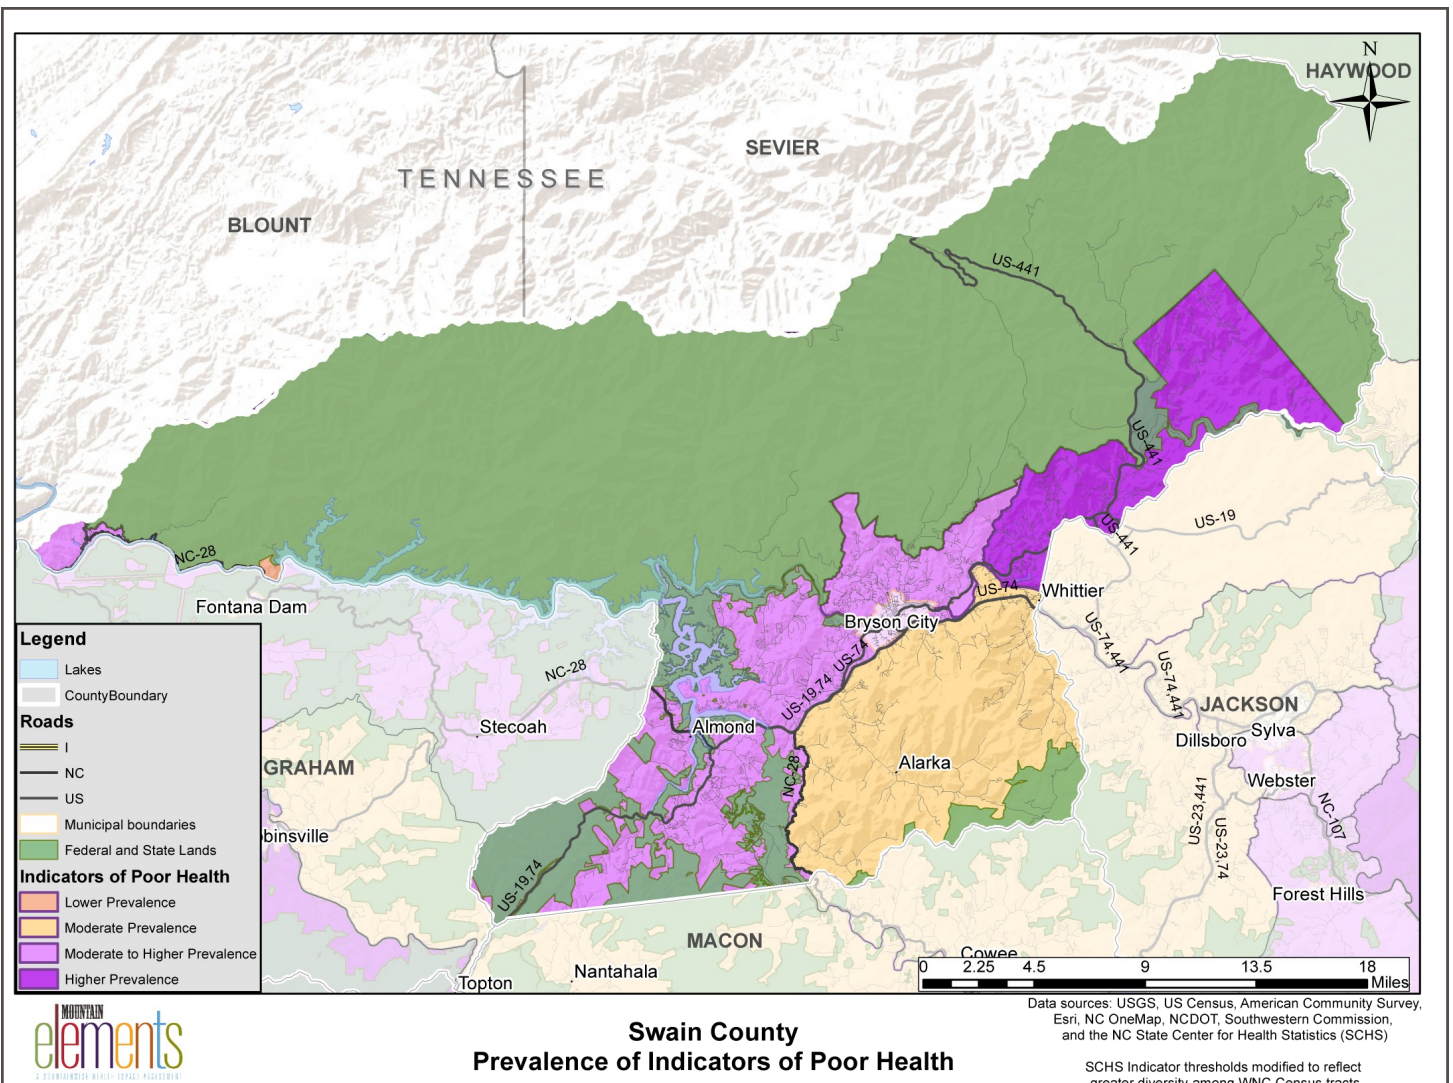 N
HAYWOOD
SEVIER
TENNESSEE
BLOUNT
US-441
US-441
US-19
US-441
NC-28
US-74
Whittier
Fontana Dam
Bryson City
US-74
US-74,441
Legend
Lakes
CountyBoundary
Roads
I
NC
US
Municipal boundaries
Federal and State Lands
Indicators of Poor Health
Lower Prevalence
Moderate Prevalence
Moderate to Higher Prevalence
Higher Prevalence
NC-28
US-19,74
US-74,441
JACKSON
Stecoah
Almond
Sylva
Dillsboro
GRAHAM
NC-28
Alarka
Webster
US-23,441
NC-107
obinsville
US-23,74
US-19,74
Forest Hills
MACON
Cowee
Nantahala
Topton
0 2.25 4.5 9 13.5 18
Miles
MOUNTAIN
elements
Swain County
Prevalence of Indicators of Poor Health
Data sources: USGS, US Census, American Community Survey,
Esri, NC OneMap, NCDOT, Southwestern Commission,
and the NC State Center for Health Statistics (SCHS)
SCHS Indicator thresholds modified to reflect
greater diversity among WNC Census tracts